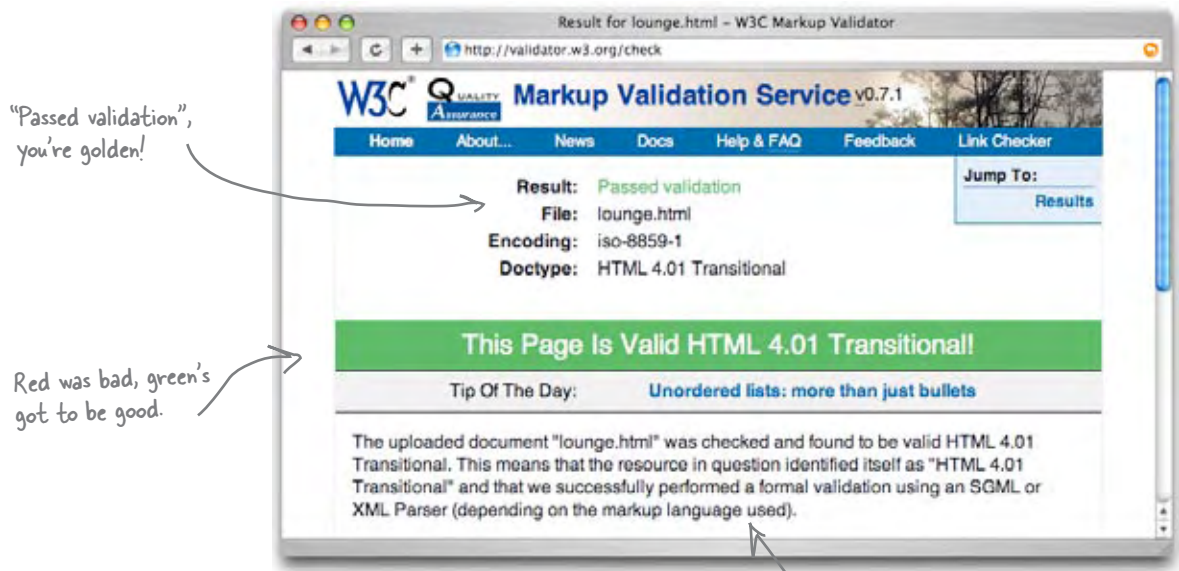 Result for lounge.html – W3C Markup Validator
http://validator.w3.org/check
W3C® QUALITY Assurance Markup Validation Service v0.7.1
Home About... News Docs Help & FAQ Feedback Link Checker
"Passed validation",
you're golden!
Jump To:
Results
Result: Passed validation
File: lounge.html
Encoding: iso-8859-1
Doctype: HTML 4.01 Transitional
This Page Is Valid HTML 4.01 Transitional!
Red was bad, green's
got to be good.
Tip Of The Day: Unordered lists: more than just bullets
The uploaded document "lounge.html" was checked and found to be valid HTML 4.01
Transitional. This means that the resource in question identified itself as "HTML 4.01
Transitional" and that we successfully performed a formal validation using an SGML or
XML Parser (depending on the markup language used).